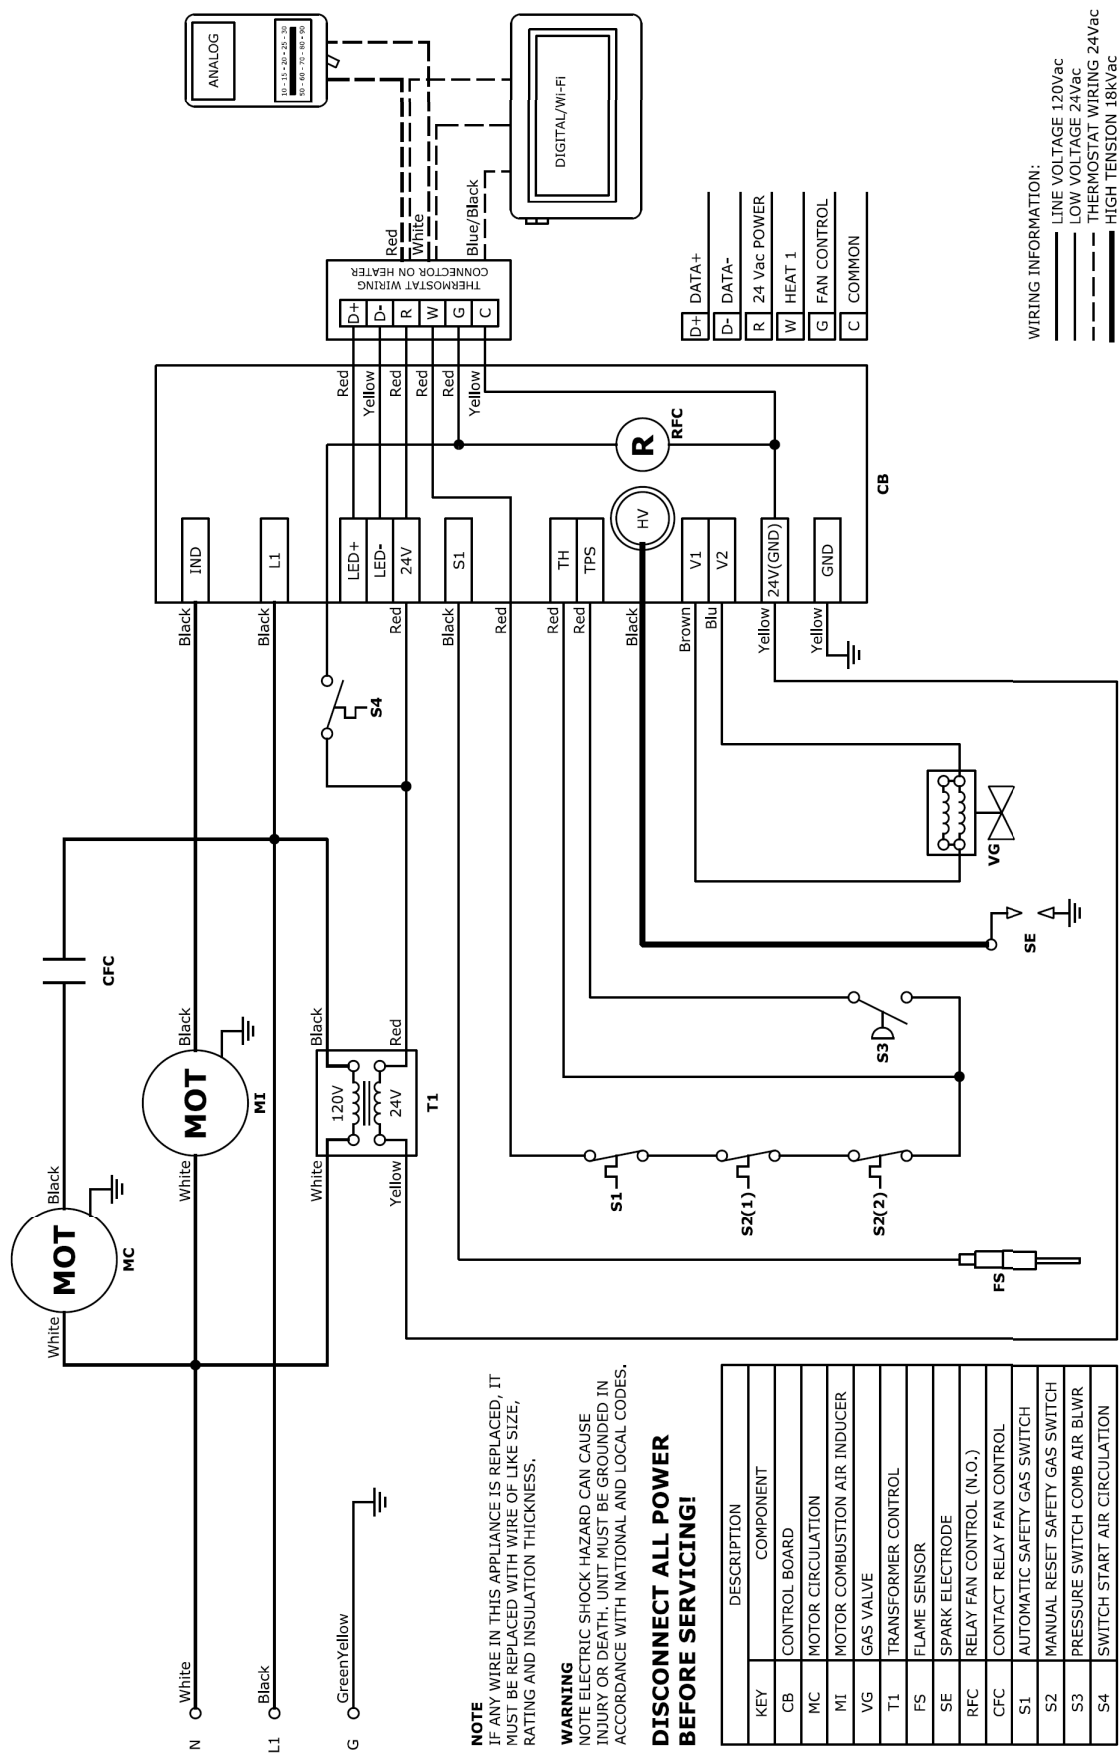 ANALOG
10 - 15 - 20 - 25 - 30
50 - 60 - 70 - 80 - 90
DIGITAL/Wi-Fi
Red
White
Blue/Black
THERMOSTAT WIRING
CONNECTOR ON HEATER
D+
D-
R
W
G
C
D+ DATA+
D- DATA-
R 24 Vac POWER
W HEAT 1
G FAN CONTROL
C COMMON
WIRING INFORMATION:
LINE VOLTAGE 120Vac
LOW VOLTAGE 24Vac
THERMOSTAT WIRING 24Vac
HIGH TENSION 18kVac
Red
Yellow
Red
Red
Red
Yellow
R
RFC
HV
CB
IND
L1
LED+
LED-
24V
S1
TH
TPS
V1
V2
24V(GND)
GND
Black
Black
Red
Black
Red
Red
Red
Black
Brown
Blu
Yellow
Yellow
S4
CFC
VG
SE
S3
Black
MOT
MI
White
Black
Red
120V
24V
T1
White
Yellow
Black
MOT
MC
White
S1
S2(1)
S2(2)
FS
N
White
L1
Black
G
GreenYellow
NOTE
IF ANY WIRE IN THIS APPLIANCE IS REPLACED, IT
MUST BE REPLACED WITH WIRE OF LIKE SIZE,
RATING AND INSULATION THICKNESS.
WARNING
NOTE ELECTRIC SHOCK HAZARD CAN CAUSE
INJURY OR DEATH. UNIT MUST BE GROUNDED IN
ACCORDANCE WITH NATIONAL AND LOCAL CODES.
DISCONNECT ALL POWER
BEFORE SERVICING!
DESCRIPTION
KEY COMPONENT
CB CONTROL BOARD
MC MOTOR CIRCULATION
MI MOTOR COMBUSTION AIR INDUCER
VG GAS VALVE
T1 TRANSFORMER CONTROL
FS FLAME SENSOR
SE SPARK ELECTRODE
RFC RELAY FAN CONTROL (N.O.)
CFC CONTACT RELAY FAN CONTROL
S1 AUTOMATIC SAFETY GAS SWITCH
S2 MANUAL RESET SAFETY GAS SWITCH
S3 PRESSURE SWITCH COMB AIR BLWR
S4 SWITCH START AIR CIRCULATION